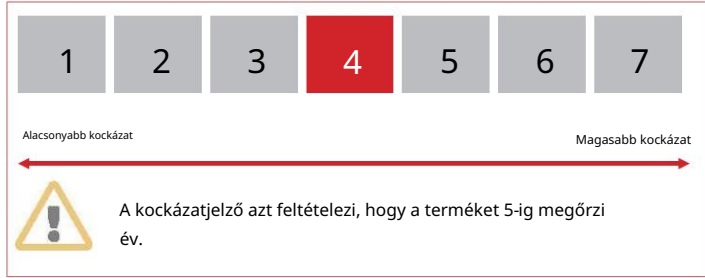 1 2 3 4 5 6 7
Alacsonyabb kockázat Magasabb kockázat
A kockázatjelző azt feltételezi, hogy a terméket 5-ig megőrzi
év.